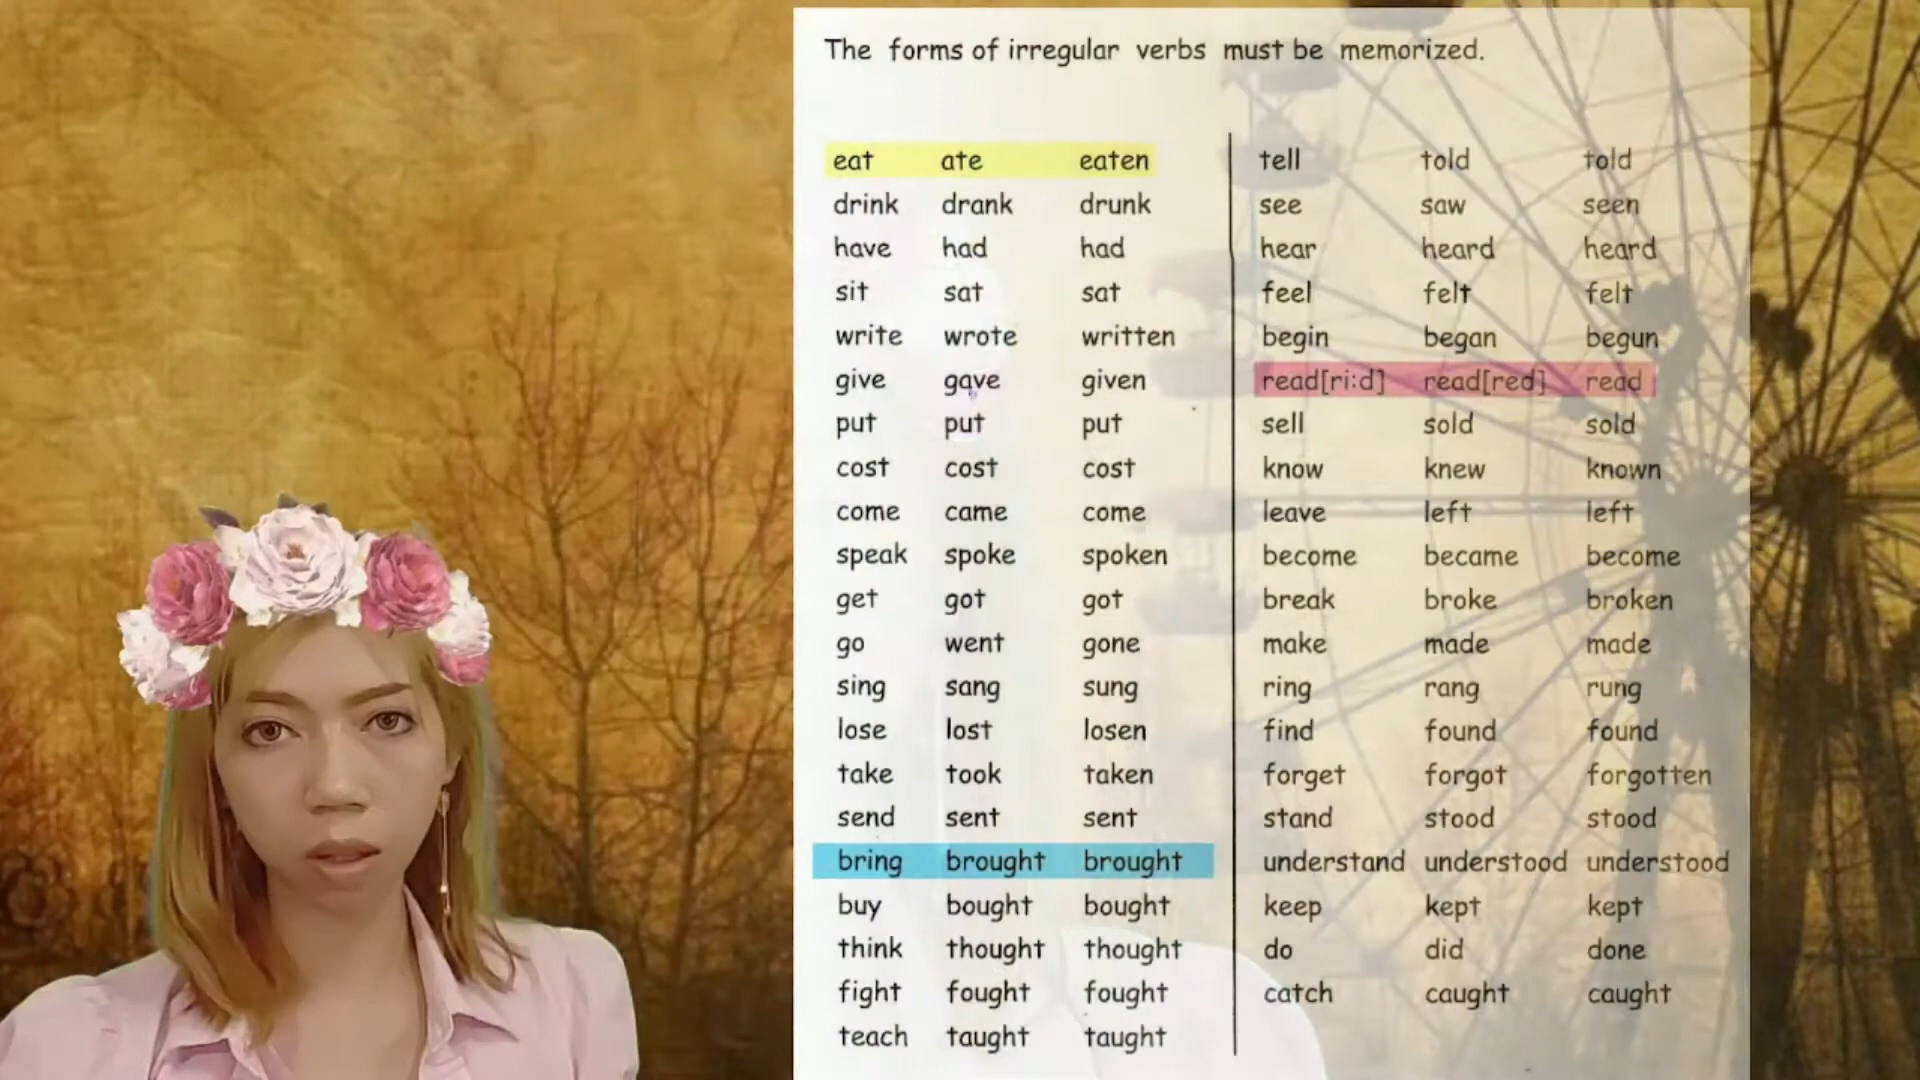 The forms of irregular verbs must be memorized.
eat ate eaten
drink drank drunk
have had had
sit sat sat
write wrote written
give gave given
put put put
cost cost cost
come came come
speak spoke spoken
get got got
go went gone
sing sang sung
lose lost losen
take took taken
send sent sent
bring brought brought
buy bought bought
think thought thought
fight fought fought
teach taught taught
tell told told
see saw seen
hear heard heard
feel felt felt
begin began begun
read[ri:d] read[red] read
sell sold sold
know knew known
leave left left
become became become
break broke broken
make made made
ring rang rung
find found found
forget forgot forgotten
stand stood stood
understand understood understood
keep kept kept
do did done
catch caught caught